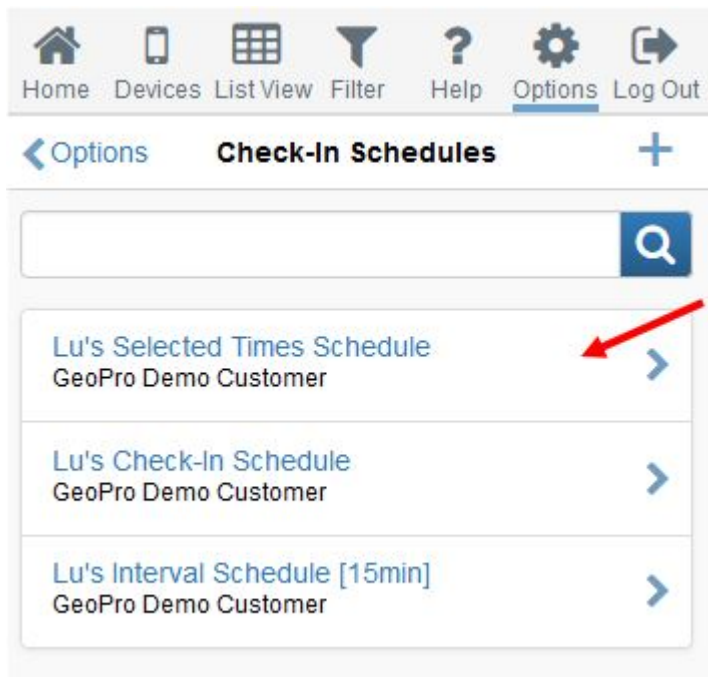 Home Devices List View Filter Help Options Log Out
Options Check-In Schedules
Lu's Selected Times Schedule
GeoPro Demo Customer
Lu's Check-In Schedule
GeoPro Demo Customer
Lu's Interval Schedule [15min]
GeoPro Demo Customer